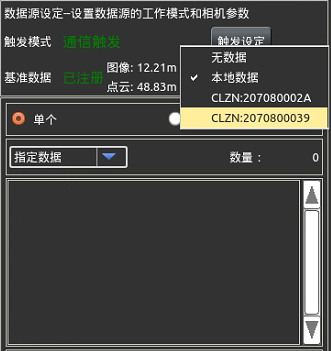 数据源设定--设置数据源的工作模式和相机参数
触发模式 通信触发 触发设定
基准数据 已注册 图像: 12.21m
点云: 48.83m
无数据
✓ 本地数据
CLZN:207080002A
CLZN:2070800039
单个
指定数据 数量： 0